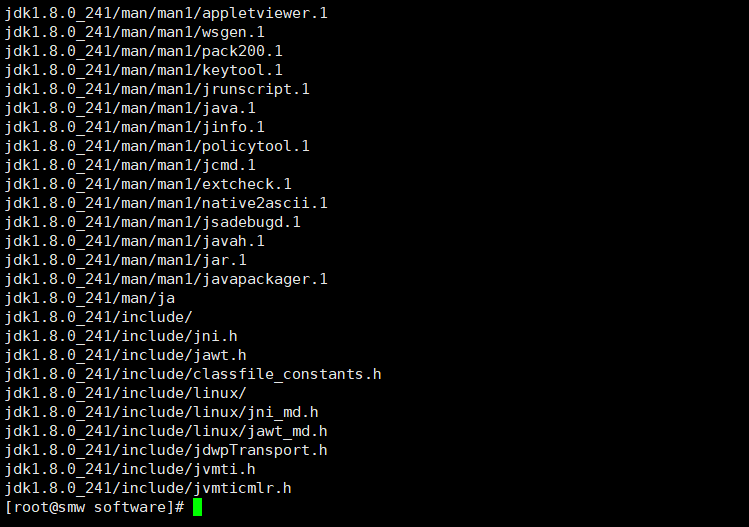 jdk1.8.0_241/man/man1/appletviewer.1
jdk1.8.0_241/man/man1/wsgen.1
jdk1.8.0_241/man/man1/pack200.1
jdk1.8.0_241/man/man1/keytool.1
jdk1.8.0_241/man/man1/jrunscript.1
jdk1.8.0_241/man/man1/java.1
jdk1.8.0_241/man/man1/jinfo.1
jdk1.8.0_241/man/man1/policytool.1
jdk1.8.0_241/man/man1/jcmd.1
jdk1.8.0_241/man/man1/extcheck.1
jdk1.8.0_241/man/man1/native2ascii.1
jdk1.8.0_241/man/man1/jsadebugd.1
jdk1.8.0_241/man/man1/javah.1
jdk1.8.0_241/man/man1/jar.1
jdk1.8.0_241/man/man1/javapackager.1
jdk1.8.0_241/man/ja
jdk1.8.0_241/include/
jdk1.8.0_241/include/jni.h
jdk1.8.0_241/include/jawt.h
jdk1.8.0_241/include/classfile_constants.h
jdk1.8.0_241/include/linux/
jdk1.8.0_241/include/linux/jni_md.h
jdk1.8.0_241/include/linux/jawt_md.h
jdk1.8.0_241/include/jdwpTransport.h
jdk1.8.0_241/include/jvmti.h
jdk1.8.0_241/include/jvmticmlr.h
[root@smw software]#